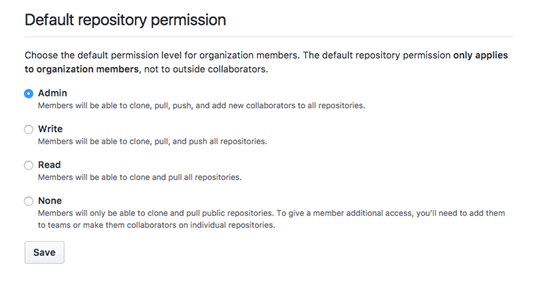 Default repository permission
Choose the default permission level for organization members. The default repository permission only applies
to organization members, not to outside collaborators.
Admin
Members will be able to clone, pull, push, and add new collaborators to all repositories.
Write
Members will be able to clone, pull, and push all repositories.
Read
Members will be able to clone and pull all repositories.
None
Members will only be able to clone and pull public repositories. To give a member additional access, you'll need to add them
to teams or make them collaborators on individual repositories.
Save